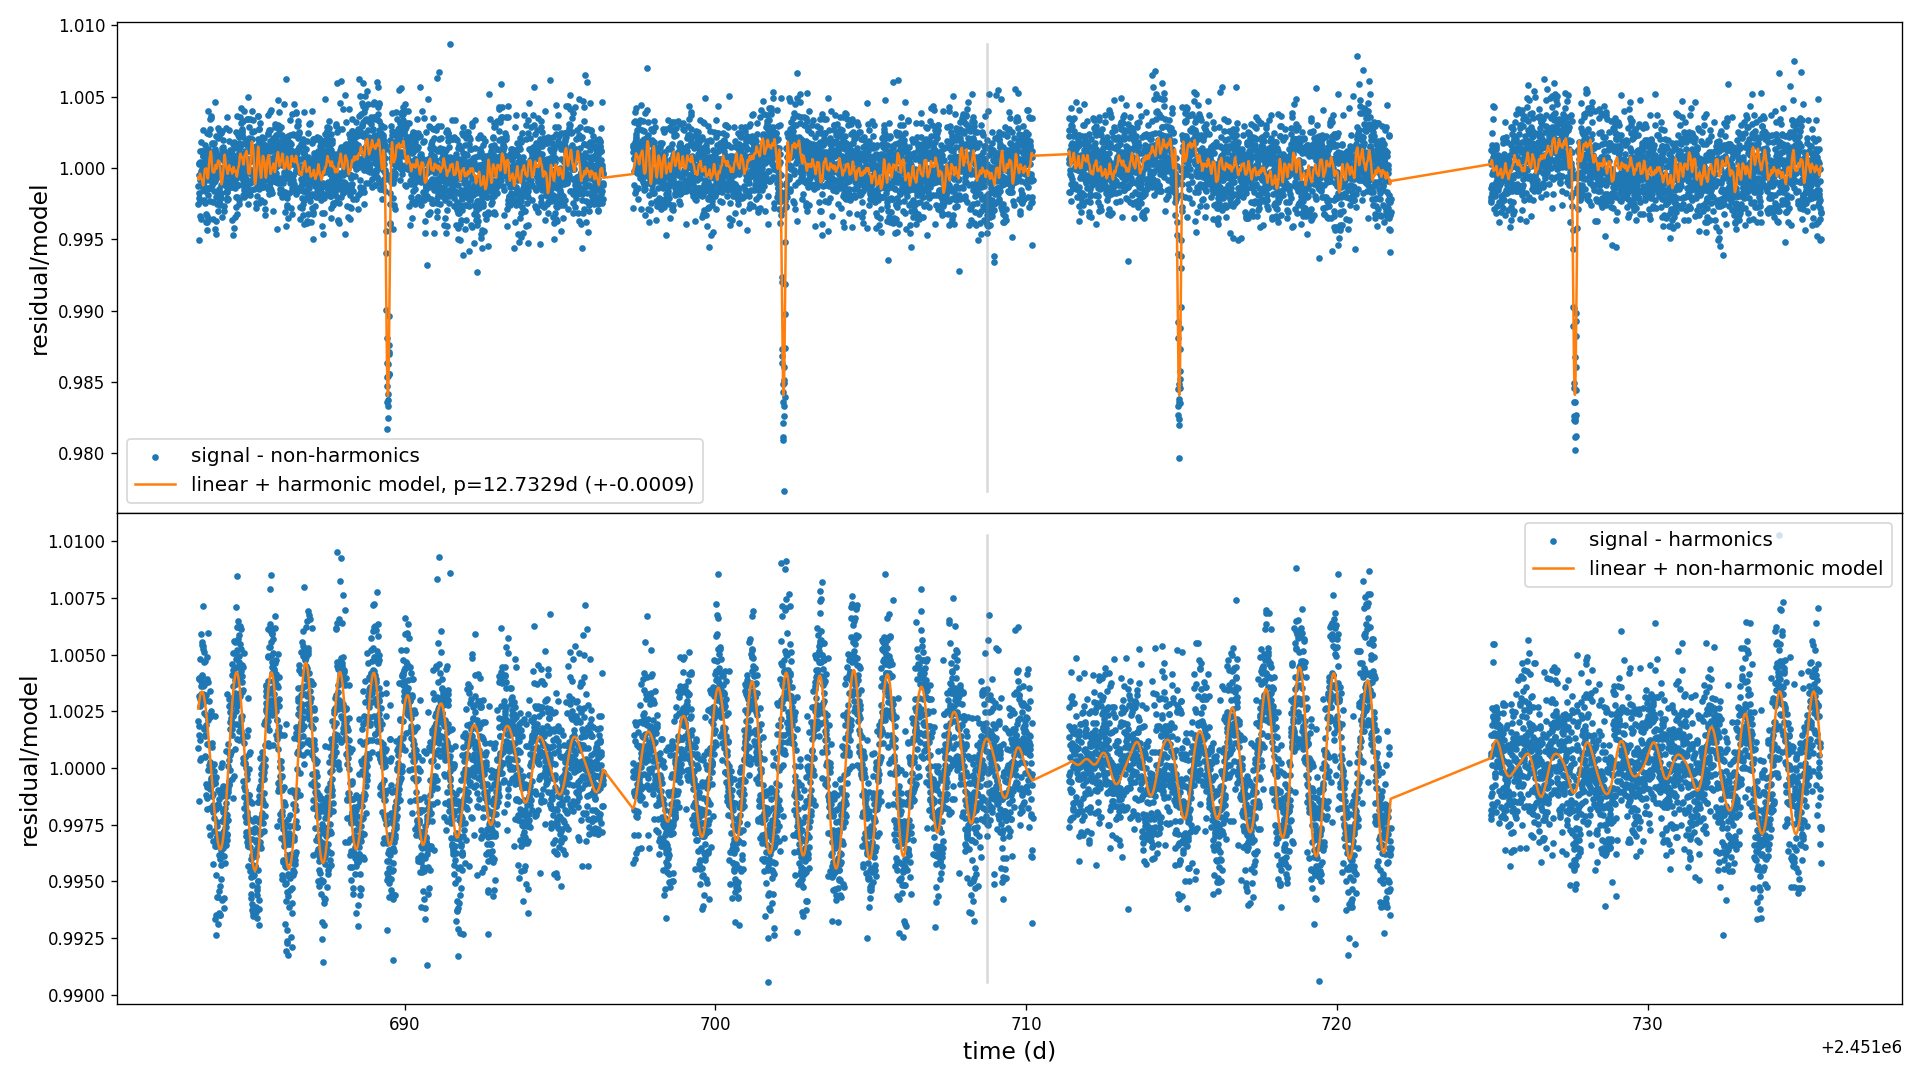 1.010
1.005
1.000
0.995
0.990
0.985
0.980
residual/model
signal - non-harmonics
linear + harmonic model, p=12.7329d (+-0.0009)
1.0100
1.0075
1.0050
1.0025
1.0000
0.9975
0.9950
0.9925
0.9900
residual/model
signal - harmonics
linear + non-harmonic model
690
700
710
720
730
time (d)
+2.451e6